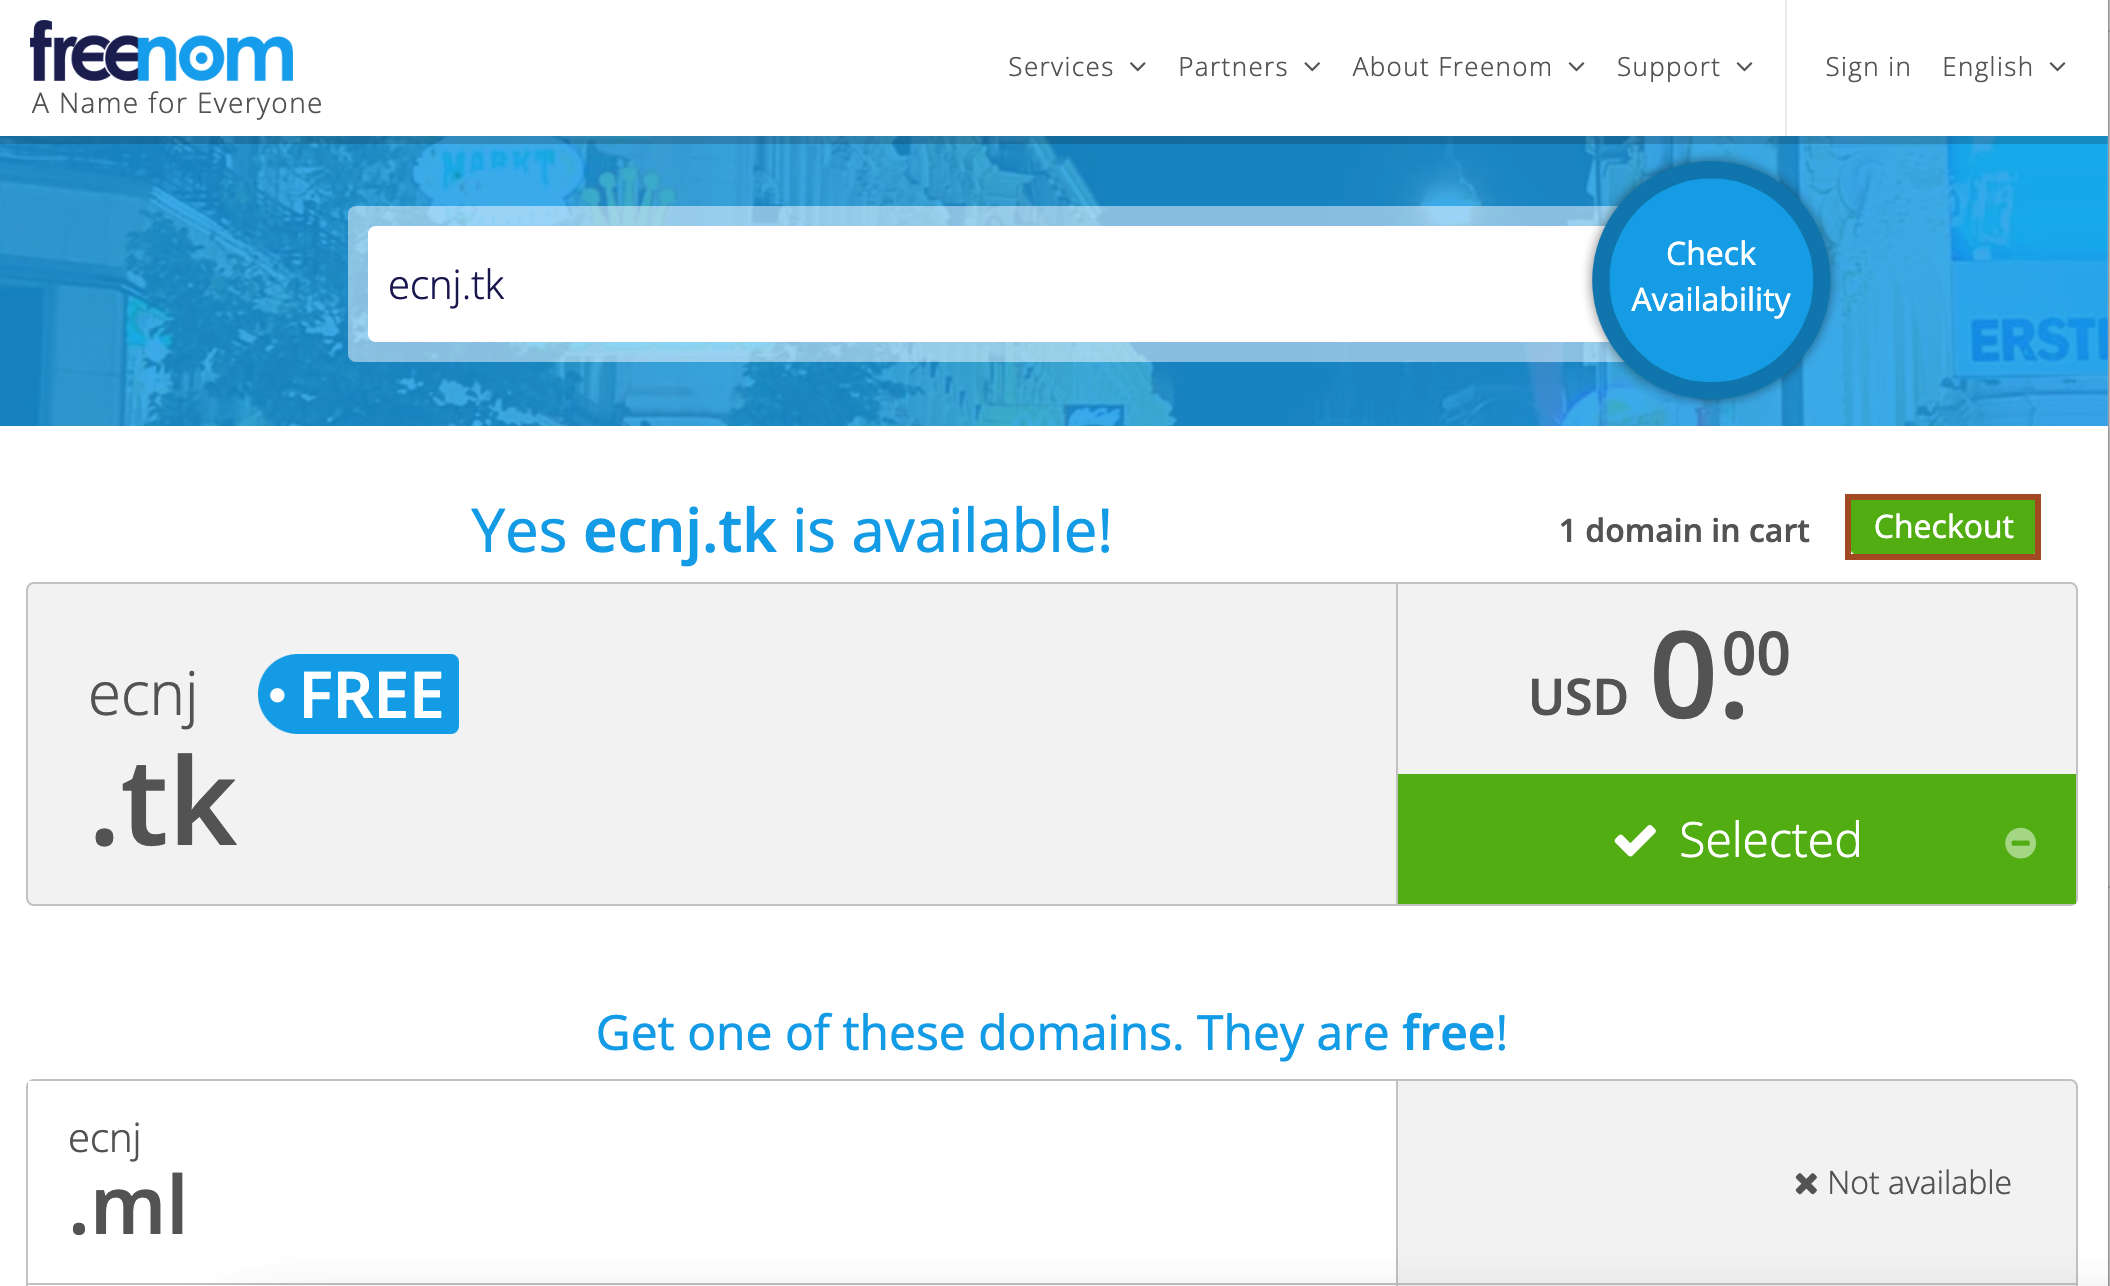 freenom
A Name for Everyone
Services Partners About Freenom Support Sign in English
MARKT
ERSTE
ecnj.tk
Check
Availability
Yes ecnj.tk is available!
1 domain in cart Checkout
ecnj FREE
.tk
USD 0.00
Selected
Get one of these domains. They are free!
ecnj
.ml
Not available